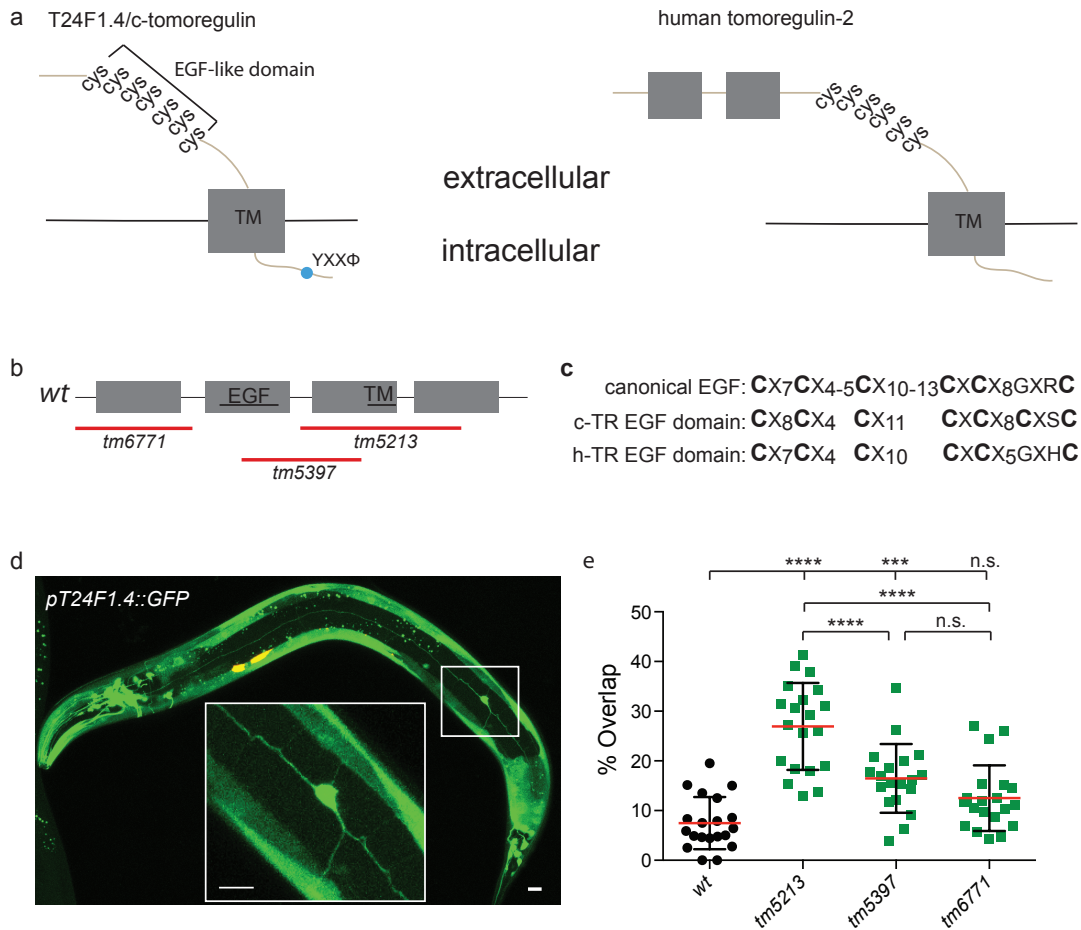 a
T24F1.4/c-tomoregulin
human tomoregulin-2
EGF-like domain
cys cys cys cys cys cys
cys cys cys cys cys cys
extracellular
intracellular
TM
TM
YXXΦ
b
wt
EGF
TM
tm6771
tm5213
tm5397
c
canonical EGF: CX7CX4-5CX10-13CXCX8GXRC
c-TR EGF domain: CX8CX4 CX11 CXCX8CXSC
h-TR EGF domain: CX7CX4 CX10 CXCX5GXHC
d
pT24F1.4::GFP
e
**** *** n.s.
****
**** n.s.
% Overlap
50
40
30
20
10
0
wt tm5213 tm5397 tm6771